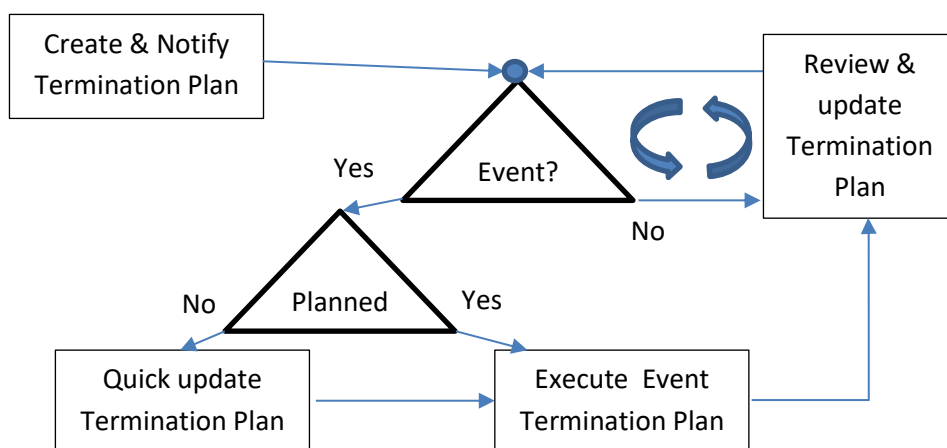 Create & Notify
Termination Plan
Review &
update
Termination
Plan
Yes
Event?
No
No
Planned
Yes
Quick update
Termination Plan
Execute  Event
Termination Plan